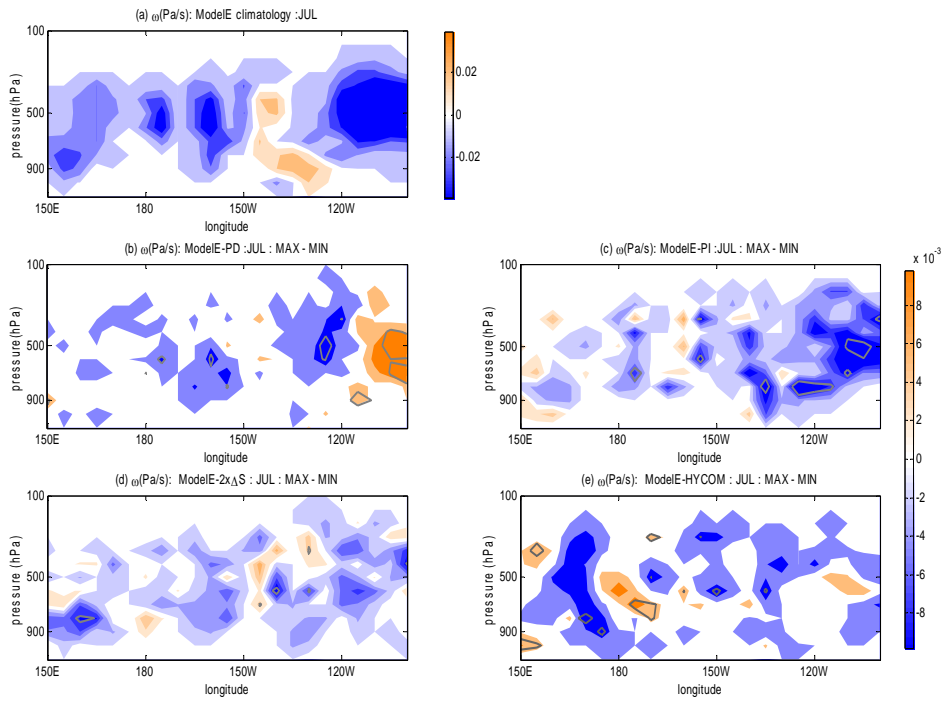 (a) ω(Pa/s): ModelE climatology :JUL
100
500
900
pressure(hPa)
150E 180 150W 120W
longitude
0.02
0
-0.02
(b) ω(Pa/s): ModelE-PD :JUL : MAX - MIN
100
500
900
pressure(hPa)
150E 180 150W 120W
longitude
(c) ω(Pa/s): ModelE-PI :JUL : MAX - MIN
100
500
900
pressure(hPa)
150E 180 150W 120W
longitude
x 10^-3
8
6
4
2
0
-2
-4
-6
-8
(d) ω(Pa/s): ModelE-2xΔS : JUL : MAX - MIN
100
500
900
pressure(hPa)
150E 180 150W 120W
longitude
(e) ω(Pa/s): ModelE-HYCOM : JUL : MAX - MIN
100
500
900
pressure(hPa)
150E 180 150W 120W
longitude